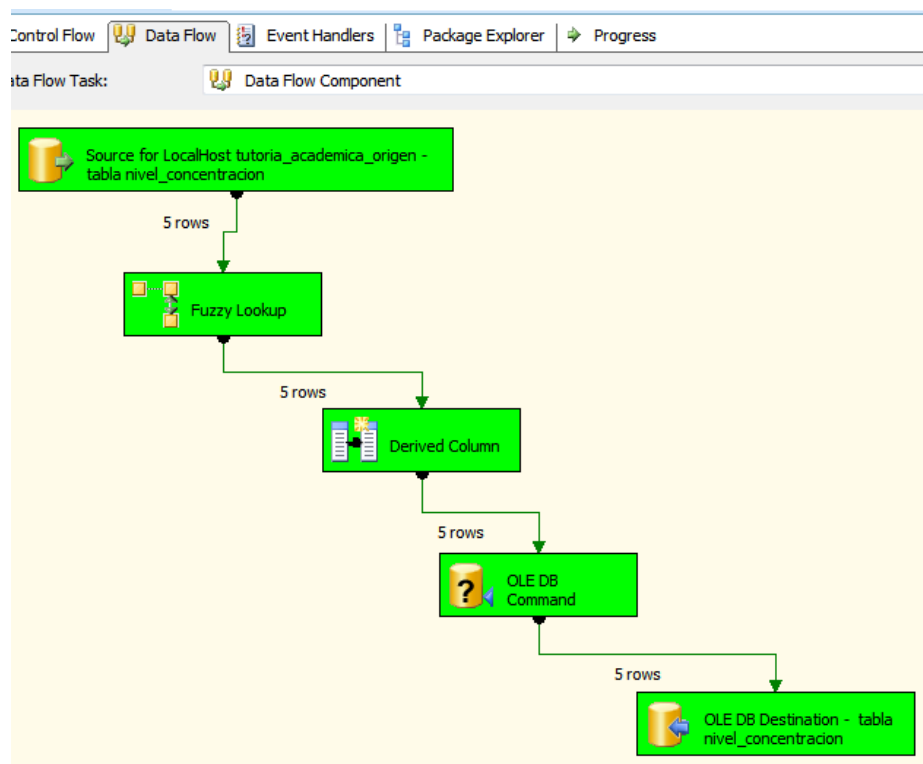 Control Flow Data Flow Event Handlers Package Explorer Progress
ata Flow Task: Data Flow Component
Source for LocalHost tutoria_academica_origen -
tabla nivel_concentracion
5 rows
Fuzzy Lookup
5 rows
Derived Column
5 rows
OLE DB
Command
5 rows
OLE DB Destination - tabla
nivel_concentracion